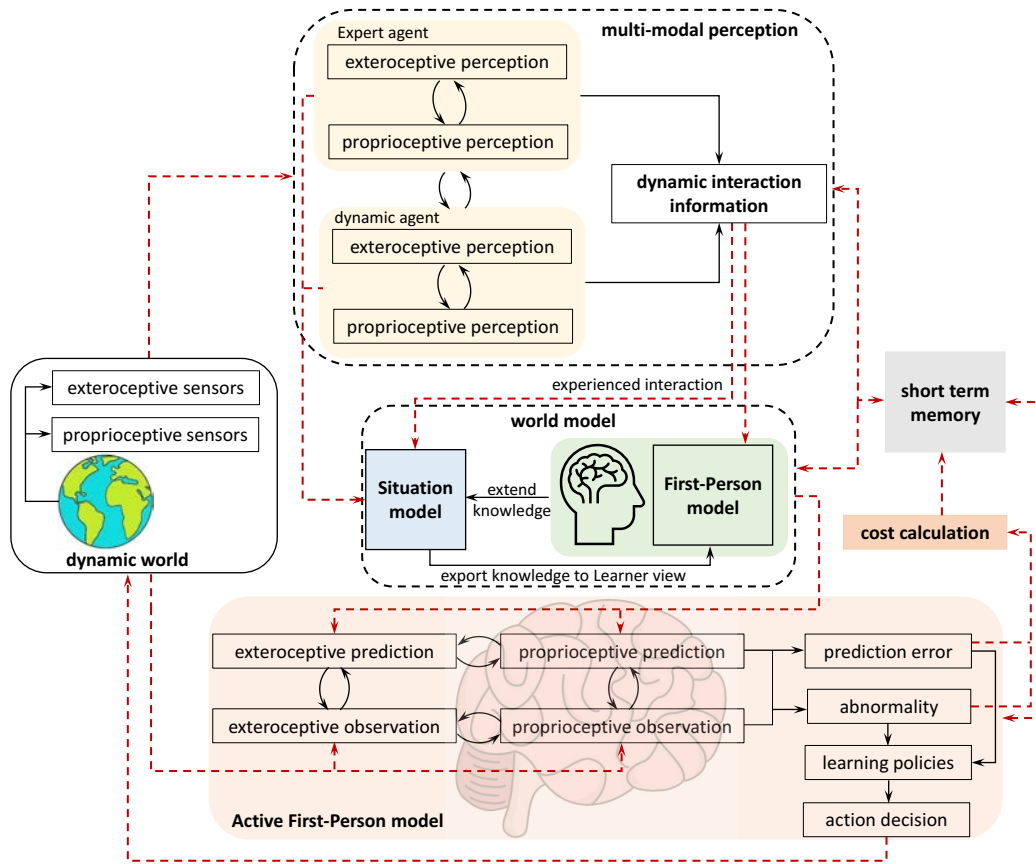 Expert agent
multi-modal perception
exteroceptive perception
proprioceptive perception
dynamic interaction
information
dynamic agent
exteroceptive perception
proprioceptive perception
exteroceptive sensors
proprioceptive sensors
dynamic world
experienced interaction
world model
Situation
model
extend
knowledge
First-Person
model
export knowledge to Learner view
short term
memory
cost calculation
exteroceptive prediction
proprioceptive prediction
prediction error
exteroceptive observation
proprioceptive observation
abnormality
learning policies
action decision
Active First-Person model